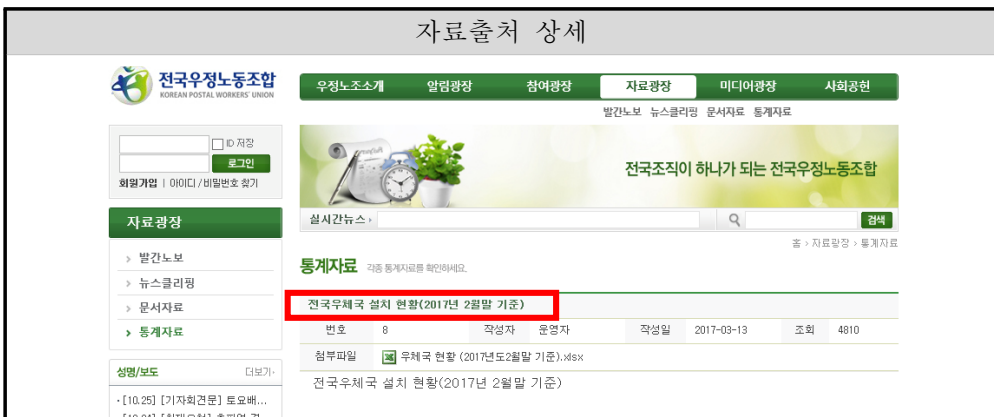 자료출처 상세
전국우정노동조합
KOREAN POSTAL WORKERS' UNION
우정노조소개 알림광장 참여광장 자료광장 미디어광장 사회공헌
발간노보 뉴스클리핑 문서자료 통계자료
ID 저장
로그인
회원가입 | 아이디 / 비밀번호 찾기
전국조직이 하나가 되는 전국우정노동조합
자료광장
실시간뉴스
검색
홈 > 자료광장 > 통계자료
> 발간노보
> 뉴스클리핑
> 문서자료
> 통계자료
통계자료 각종 통계자료를 확인하세요.
전국우체국 설치 현황(2017년 2월말 기준)
번호 8 작성자 운영자 작성일 2017-03-13 조회 4810
첨부파일 우체국 현황 (2017년도2월말 기준).xlsx
전국우체국 설치 현황(2017년 2월말 기준)
성명/보도 더보기
· [10.25] [기자회견문] 토요배...